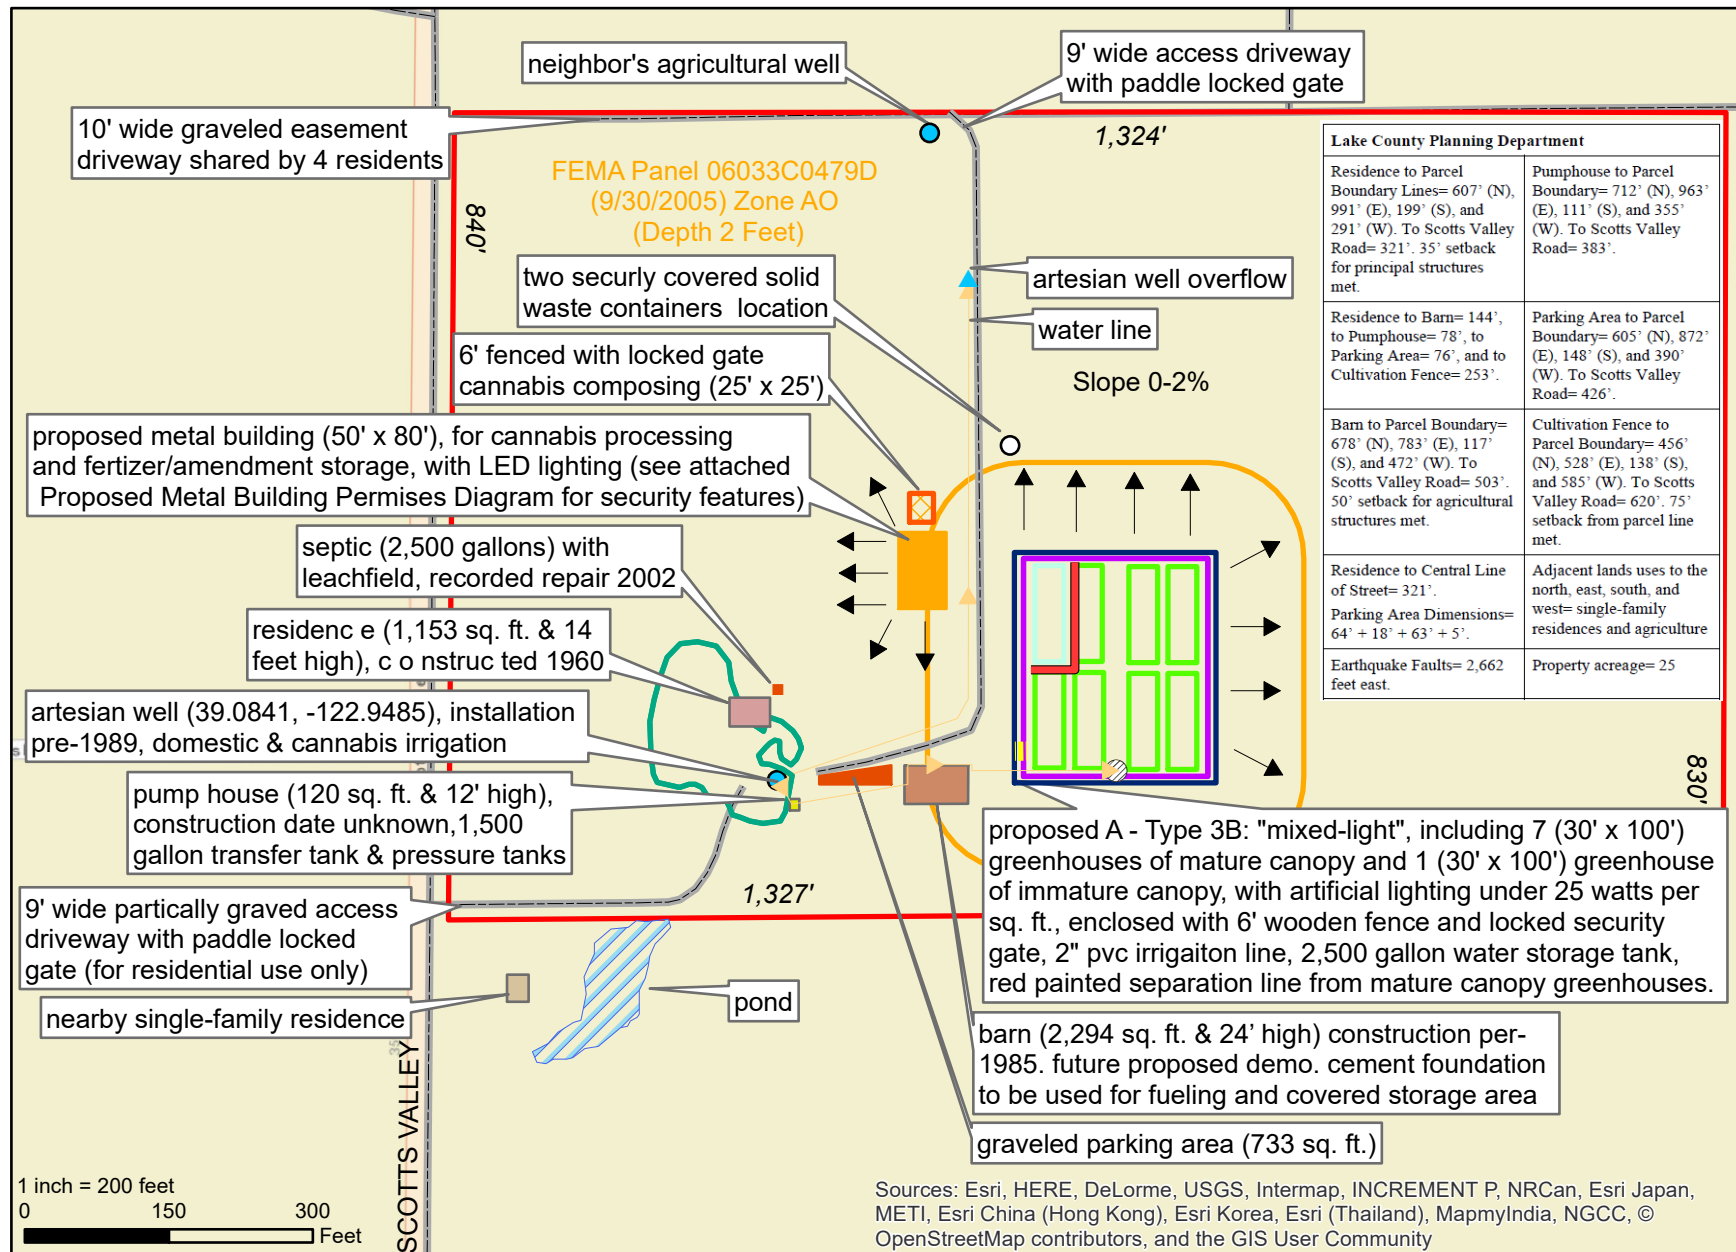 neighbor's agricultural well
9' wide access driveway
with paddle locked gate
10' wide graveled easement
driveway shared by 4 residents
1,324'
FEMA Panel 06033C0479D
(9/30/2005) Zone AO
(Depth 2 Feet)
840'
two securly covered solid
waste containers location
artesian well overflow
water line
6' fenced with locked gate
cannabis composing (25' x 25')
Slope 0-2%
proposed metal building (50' x 80'), for cannabis processing
and fertizer/amendment storage, with LED lighting (see attached
Proposed Metal Building Permises Diagram for security features)
septic (2,500 gallons) with
leachfield, recorded repair 2002
residenc e (1,153 sq. ft. & 14
feet high), c o nstruc ted 1960
artesian well (39.0841, -122.9485), installation
pre-1989, domestic & cannabis irrigation
pump house (120 sq. ft. & 12' high),
construction date unknown,1,500
gallon transfer tank & pressure tanks
9' wide partically graved access
driveway with paddle locked
gate (for residential use only)
nearby single-family residence
1,327'
pond
830'
proposed A - Type 3B: "mixed-light", including 7 (30' x 100')
greenhouses of mature canopy and 1 (30' x 100') greenhouse
of immature canopy, with artificial lighting under 25 watts per
sq. ft., enclosed with 6' wooden fence and locked security
gate, 2" pvc irrigaiton line, 2,500 gallon water storage tank,
red painted separation line from mature canopy greenhouses.
barn (2,294 sq. ft. & 24’ high) construction per-
1985. future proposed demo. cement foundation
to be used for fueling and covered storage area
graveled parking area (733 sq. ft.)
Lake County Planning Department
Residence to Parcel
Boundary Lines= 607’ (N),
991’ (E), 199’ (S), and
291’ (W). To Scotts Valley
Road= 321’. 35’ setback
for principal structures
met.
Pumphouse to Parcel
Boundary= 712’ (N), 963’
(E), 111’ (S), and 355’
(W). To Scotts Valley
Road= 383’.
Residence to Barn= 144’,
to Pumphouse= 78’, to
Parking Area= 76’, and to
Cultivation Fence= 253’.
Parking Area to Parcel
Boundary= 605’ (N), 872’
(E), 148’ (S), and 390’
(W). To Scotts Valley
Road= 426’.
Barn to Parcel Boundary=
678’ (N), 783’ (E), 117’
(S), and 472’ (W). To
Scotts Valley Road= 503’.
50’ setback for agricultural
structures met.
Cultivation Fence to
Parcel Boundary= 456’
(N), 528’ (E), 138’ (S),
and 585’ (W). To Scotts
Valley Road= 620’. 75’
setback from parcel line
met.
Residence to Central Line
of Street= 321’.
Parking Area Dimensions=
64’ + 18’ + 63’ + 5’.
Adjacent lands uses to the
north, east, south, and
west= single-family
residences and agriculture
Earthquake Faults= 2,662
feet east.
Property acreage= 25
SCOTTS VALLEY
1 inch = 200 feet
0 150 300
Feet
Sources: Esri, HERE, DeLorme, USGS, Intermap, INCREMENT P, NRCan, Esri Japan,
METI, Esri China (Hong Kong), Esri Korea, Esri (Thailand), MapmyIndia, NGCC, ©
OpenStreetMap contributors, and the GIS User Community